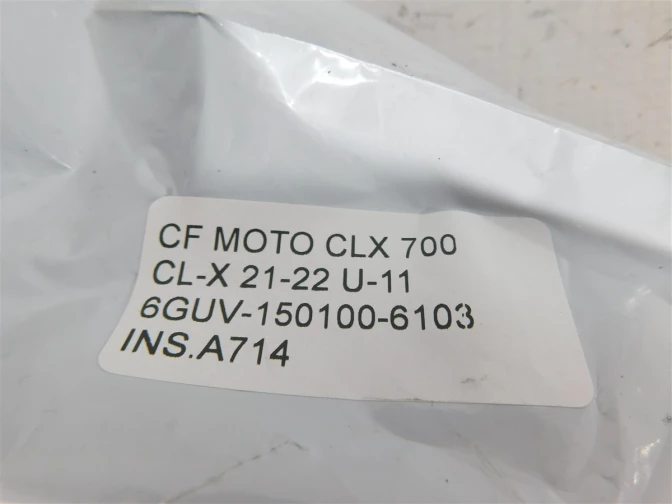 CF MOTO CLX 700
CL-X 21-22 U-11
6GUV-150100-6103
INS.A714